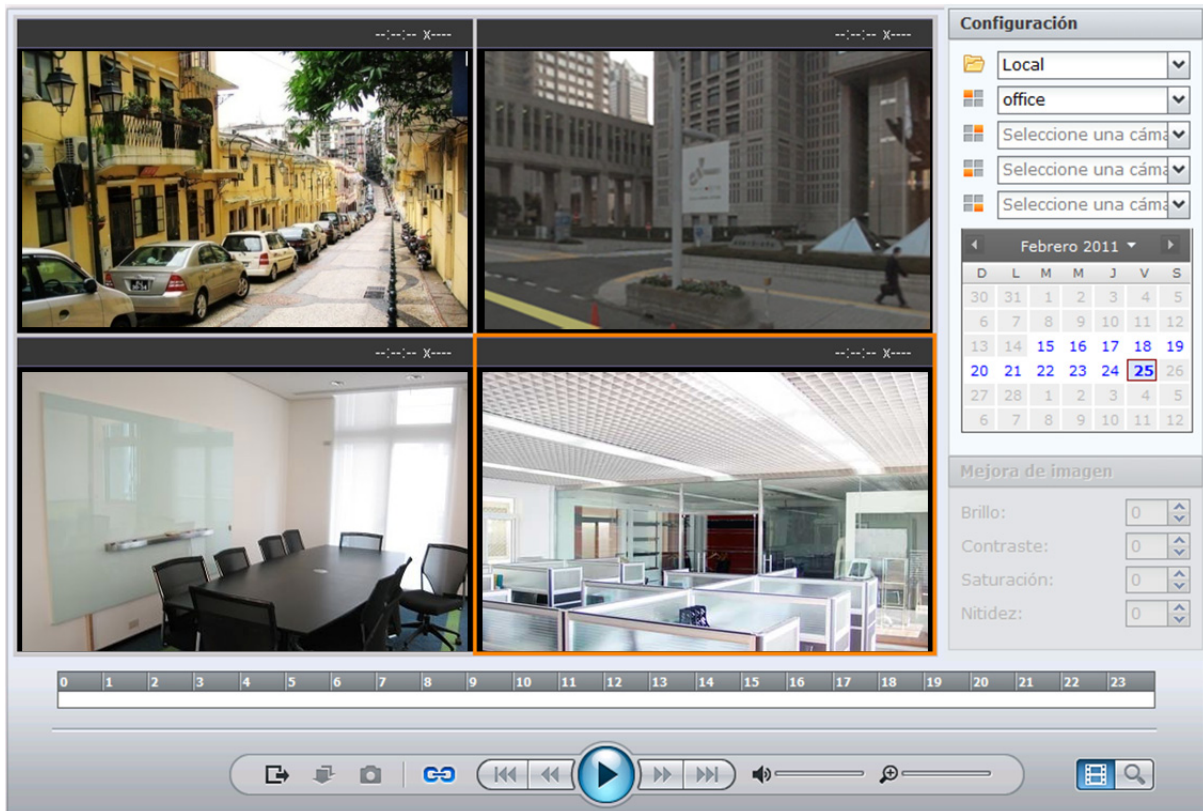 --:--:-- X----
--:--:-- X----
--:--:-- X----
--:--:-- X----
Configuración
Local
office
Seleccione una cáma
Seleccione una cáma
Seleccione una cáma
Febrero 2011
D L M M J V S
30 31 1 2 3 4 5
6 7 8 9 10 11 12
13 14 15 16 17 18 19
20 21 22 23 24 25 26
27 28 1 2 3 4 5
6 7 8 9 10 11 12
Mejora de imagen
Brillo: 0
Contraste: 0
Saturación: 0
Nitidez: 0
0 1 2 3 4 5 6 7 8 9 10 11 12 13 14 15 16 17 18 19 20 21 22 23